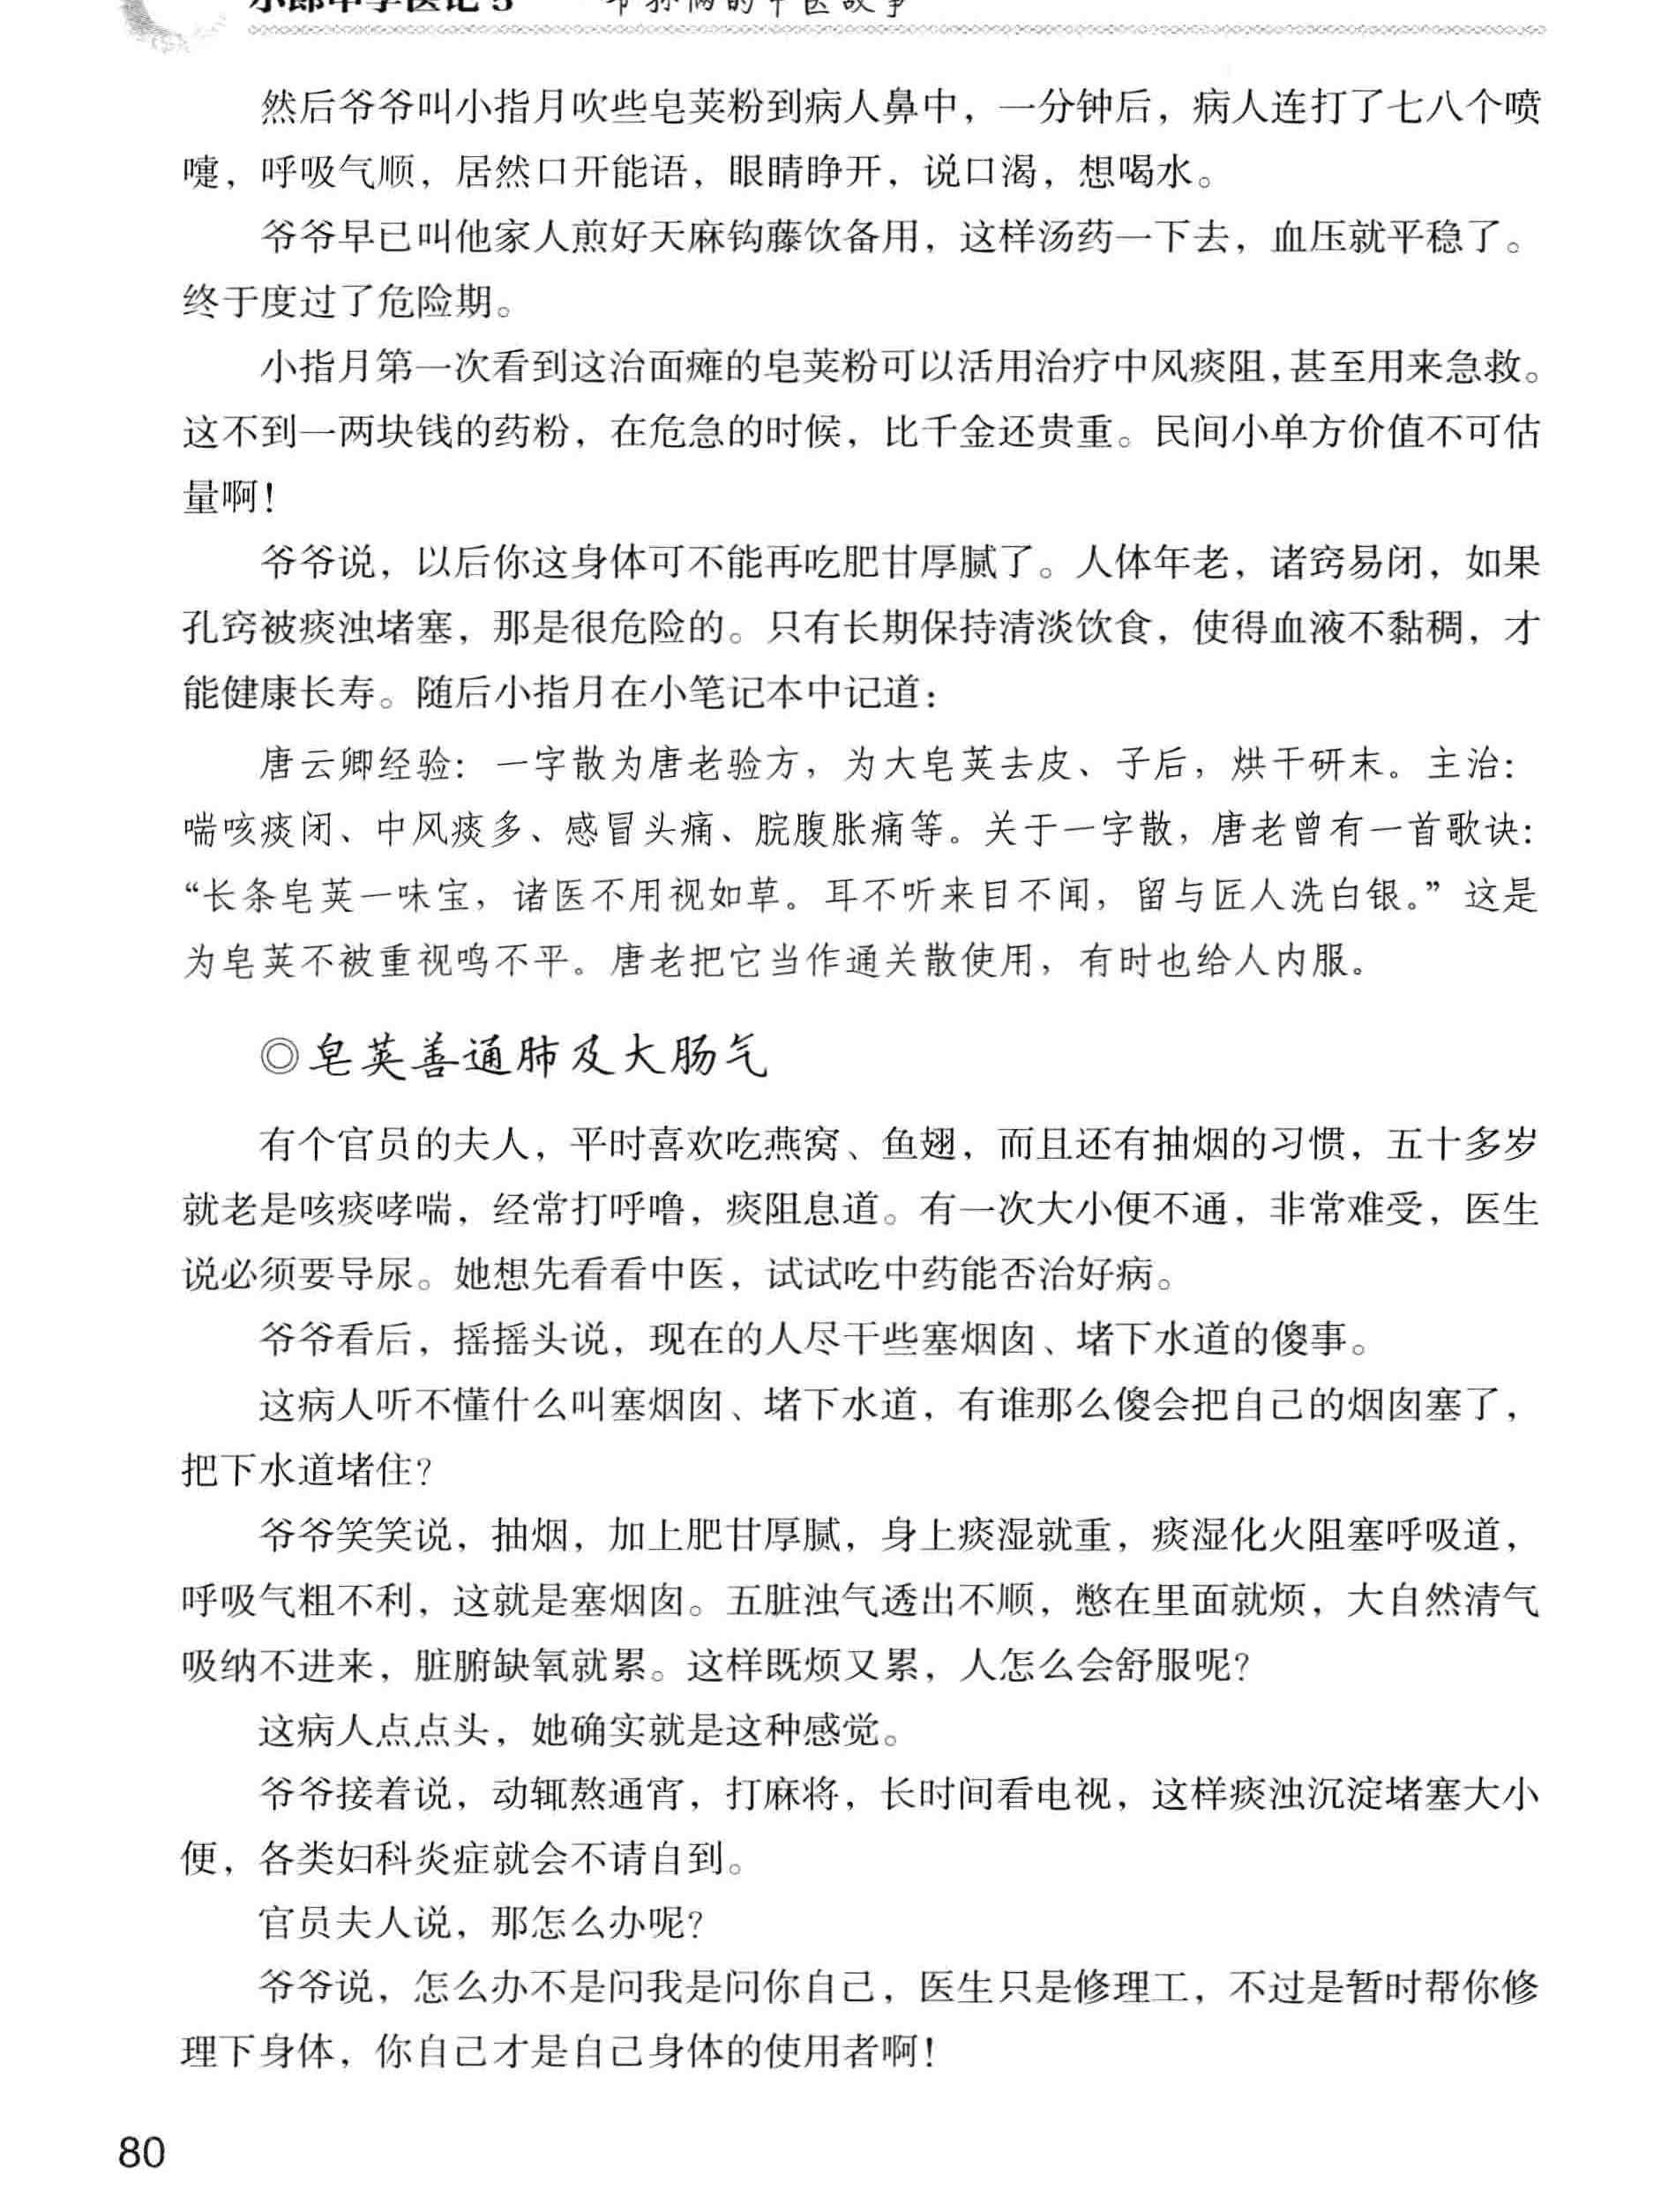 小郎中学医记5 爷孙俩的中医故事
然后爷爷叫小指月吹些皂荚粉到病人鼻中，一分钟后，病人连打了七八个喷
嚏，呼吸气顺，居然口开能语，眼睛睁开，说口渴，想喝水。
爷爷早已叫他家人煎好天麻钩藤饮备用，这样汤药一下去，血压就平稳了。
终于度过了危险期。
小指月第一次看到这治面瘫的皂荚粉可以活用治疗中风痰阻，甚至用来急救。
这不到一两块钱的药粉，在危急的时候，比千金还贵重。民间小单方价值不可估
量啊！
爷爷说，以后你这身体可不能再吃肥甘厚腻了。人体年老，诸窍易闭，如果
孔窍被痰浊堵塞，那是很危险的。只有长期保持清淡饮食，使得血液不黏稠，才
能健康长寿。随后小指月在小笔记本中记道：
唐云卿经验：一字散为唐老验方，为大皂荚去皮、子后，烘干研末。主治：
喘咳痰闭、中风痰多、感冒头痛、脘腹胀痛等。关于一字散，唐老曾有一首歌诀：
“长条皂荚一味宝，诸医不用视如草。耳不听来目不闻，留与匠人洗白银。”这是
为皂荚不被重视鸣不平。唐老把它当作通关散使用，有时也给人内服。
◎皂荚善通肺及大肠气
有个官员的夫人，平时喜欢吃燕窝、鱼翅，而且还有抽烟的习惯，五十多岁
就老是咳痰哮喘，经常打呼噜，痰阻息道。有一次大小便不通，非常难受，医生
说必须要导尿。她想先看看中医，试试吃中药能否治好病。
爷爷看后，摇摇头说，现在的人尽干些塞烟囱、堵下水道的傻事。
这病人听不懂什么叫塞烟囱、堵下水道，有谁那么傻会把自己的烟囱塞了，
把下水道堵住？
爷爷笑笑说，抽烟，加上肥甘厚腻，身上痰湿就重，痰湿化火阻塞呼吸道，
呼吸气粗不利，这就是塞烟囱。五脏浊气透出不顺，憋在里面就烦，大自然清气
吸纳不进来，脏腑缺氧就累。这样既烦又累，人怎么会舒服呢？
这病人点点头，她确实就是这种感觉。
爷爷接着说，动辄熬通宵，打麻将，长时间看电视，这样痰浊沉淀堵塞大小
便，各类妇科炎症就会不请自到。
官员夫人说，那怎么办呢？
爷爷说，怎么办不是问我是问你自己，医生只是修理工，不过是暂时帮你修
理下身体，你自己才是自己身体的使用者啊！
80